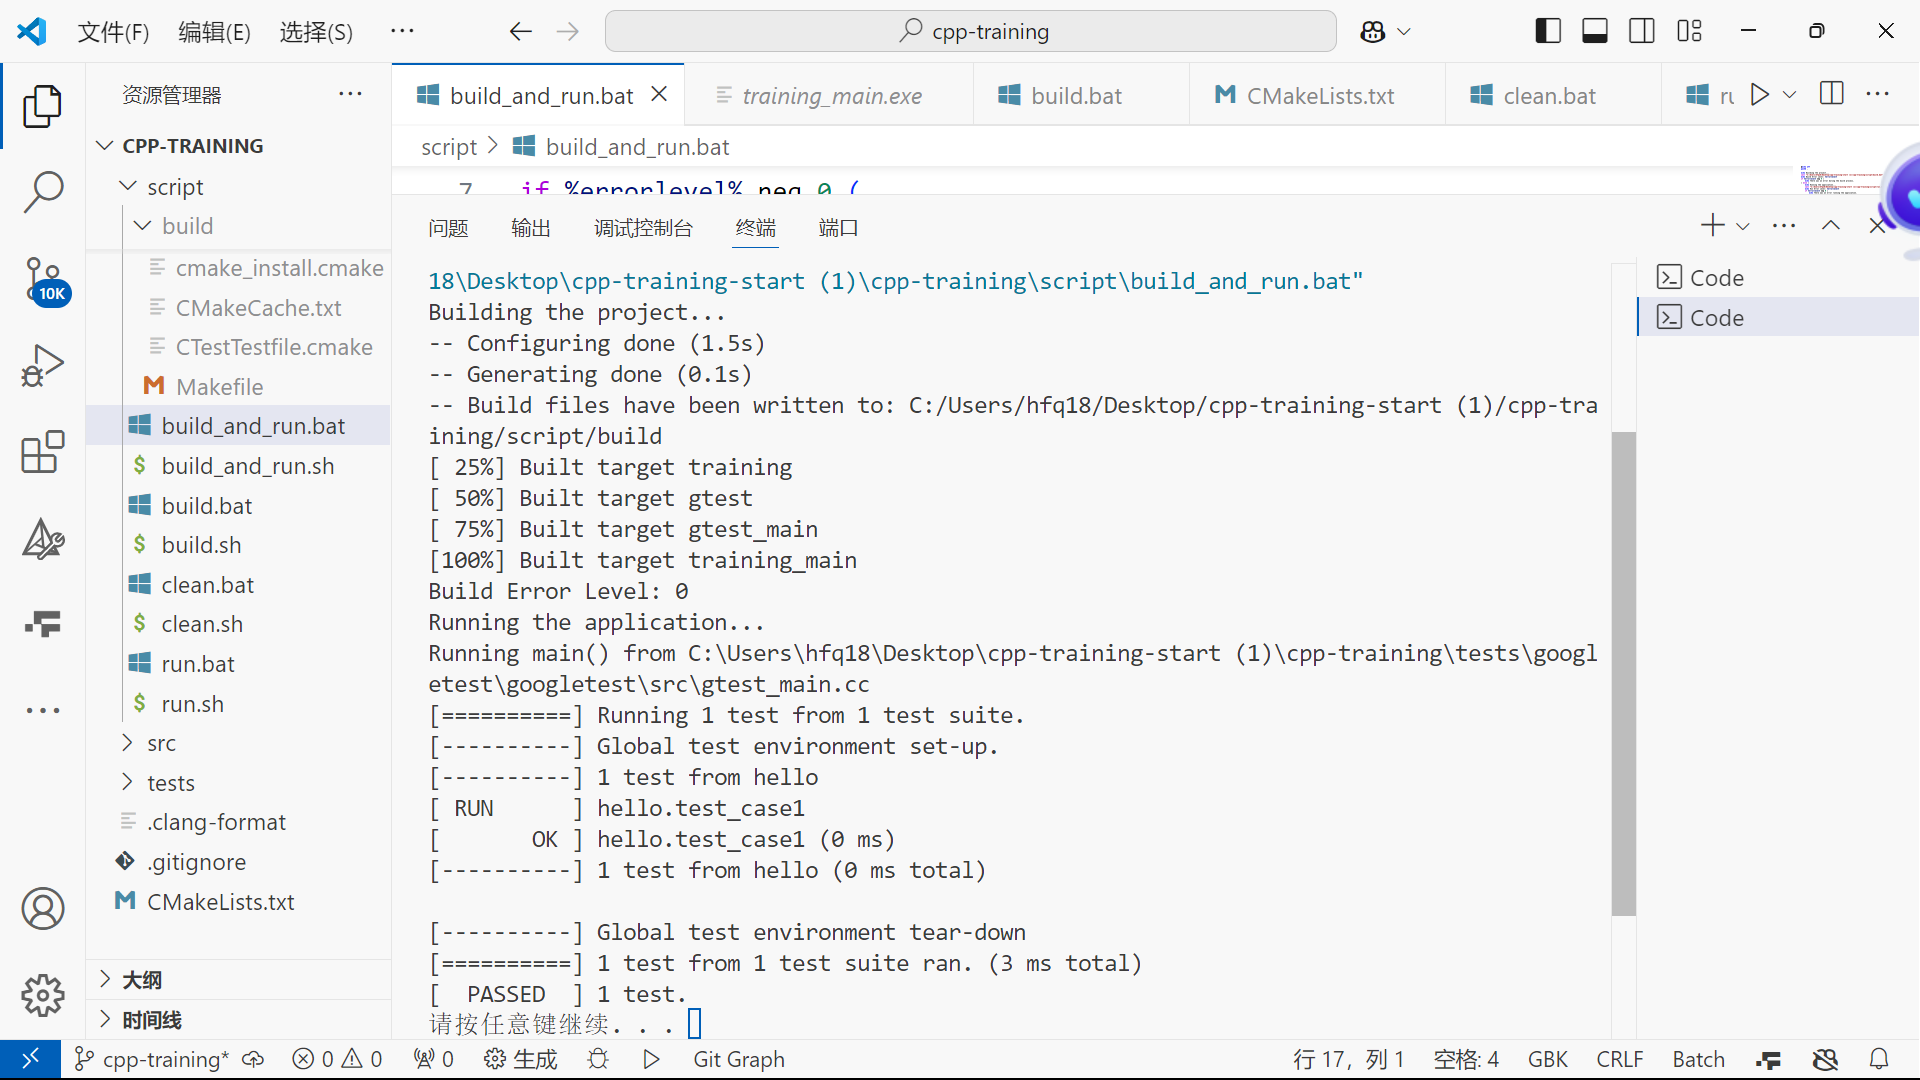 文件(F) 编辑(E) 选择(S) ··· cpp-training
资源管理器 ···
build_and_run.bat training_main.exe build.bat CMakeLists.txt clean.bat
CPP-TRAINING
script
build
cmake_install.cmake
CMakeCache.txt
CTestTestfile.cmake
Makefile
build_and_run.bat
build_and_run.sh
build.bat
build.sh
clean.bat
clean.sh
run.bat
run.sh
src
tests
.clang-format
.gitignore
CMakeLists.txt
大纲
时间线
10K
script > build_and_run.bat
7 if %errorlevel% neq 0 (
问题 输出 调试控制台 终端 端口
18\Desktop\cpp-training-start (1)\cpp-training\script\build_and_run.bat"
Building the project...
-- Configuring done (1.5s)
-- Generating done (0.1s)
-- Build files have been written to: C:/Users/hfq18/Desktop/cpp-training-start (1)/cpp-tra
ining/script/build
[ 25%] Built target training
[ 50%] Built target gtest
[ 75%] Built target gtest_main
[100%] Built target training_main
Build Error Level: 0
Running the application...
Running main() from C:\Users\hfq18\Desktop\cpp-training-start (1)\cpp-training\tests\googl
etest\googletest\src\gtest_main.cc
[==========] Running 1 test from 1 test suite.
[----------] Global test environment set-up.
[----------] 1 test from hello
[ RUN      ] hello.test_case1
[       OK ] hello.test_case1 (0 ms)
[----------] 1 test from hello (0 ms total)
[----------] Global test environment tear-down
[==========] 1 test from 1 test suite ran. (3 ms total)
[  PASSED  ] 1 test.
请按任意键继续. . .
Code
Code
cpp-training* 0 0 0 生成 Git Graph 行 17，列 1 空格: 4 GBK CRLF Batch